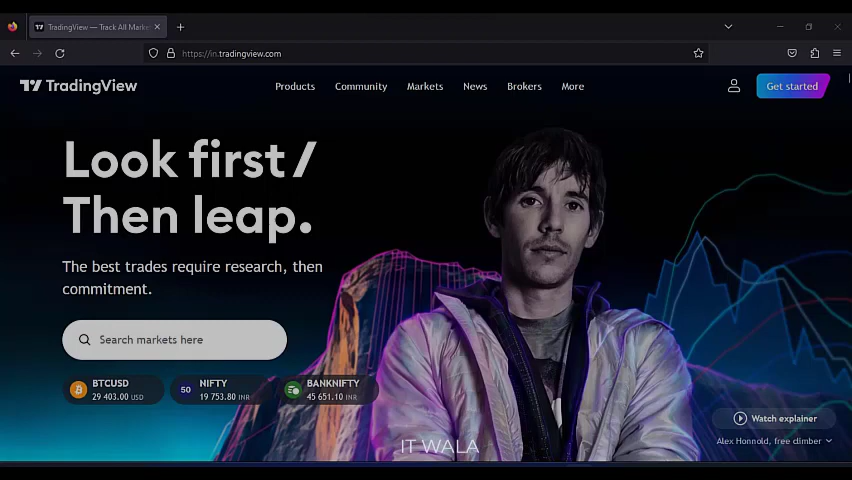 TradingView — Track All Marke
https://in.tradingview.com
TradingView
Products
Community
Markets
News
Brokers
More
Get started
Look first /
Then leap.
The best trades require research, then
commitment.
Search markets here
BTCUSD
29 403.00 USD
50
NIFTY
19 753.80 INR
BANKNIFTY
45 651.10 INR
Watch explainer
Alex Honnold, free climber
IT WALA